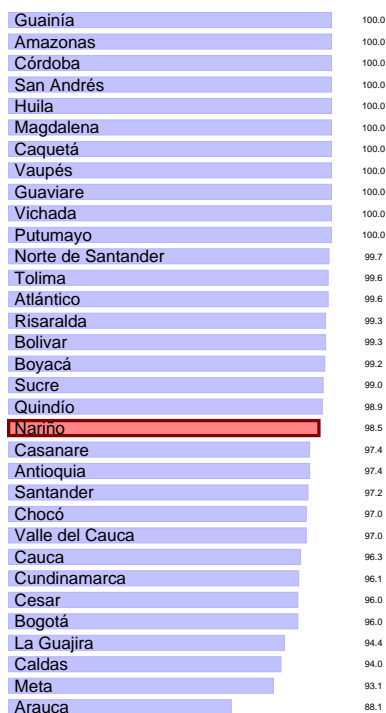 Guainía 100.0
Amazonas 100.0
Córdoba 100.0
San Andrés 100.0
Huila 100.0
Magdalena 100.0
Caquetá 100.0
Vaupés 100.0
Guaviare 100.0
Vichada 100.0
Putumayo 100.0
Norte de Santander 99.7
Tolima 99.6
Atlántico 99.6
Risaralda 99.3
Bolivar 99.3
Boyacá 99.2
Sucre 99.0
Quindío 98.9
Nariño 98.5
Casanare 97.4
Antioquia 97.4
Santander 97.2
Chocó 97.0
Valle del Cauca 97.0
Cauca 96.3
Cundinamarca 96.1
Cesar 96.0
Bogotá 96.0
La Guajira 94.4
Caldas 94.0
Meta 93.1
Arauca 88.1